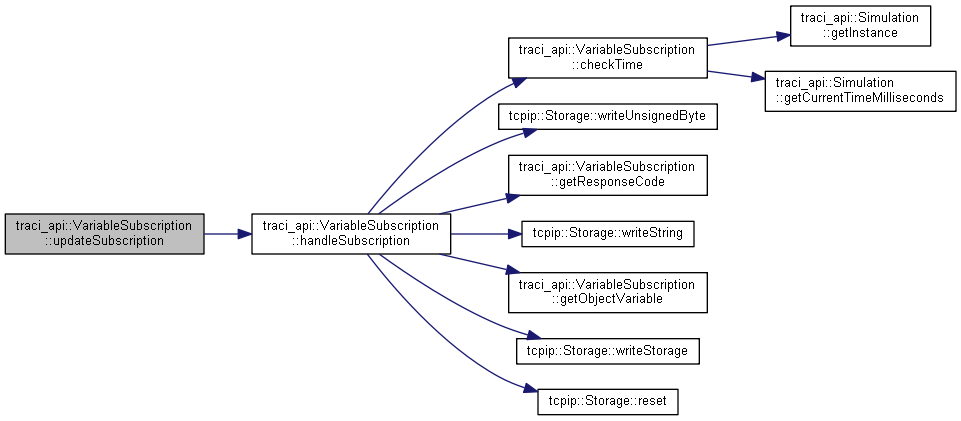 traci_api::VariableSubscription
::updateSubscription
traci_api::VariableSubscription
::handleSubscription
traci_api::VariableSubscription
::checkTime
traci_api::Simulation
::getInstance
traci_api::Simulation
::getCurrentTimeMilliseconds
tcpip::Storage::writeUnsignedByte
traci_api::VariableSubscription
::getResponseCode
tcpip::Storage::writeString
traci_api::VariableSubscription
::getObjectVariable
tcpip::Storage::writeStorage
tcpip::Storage::reset